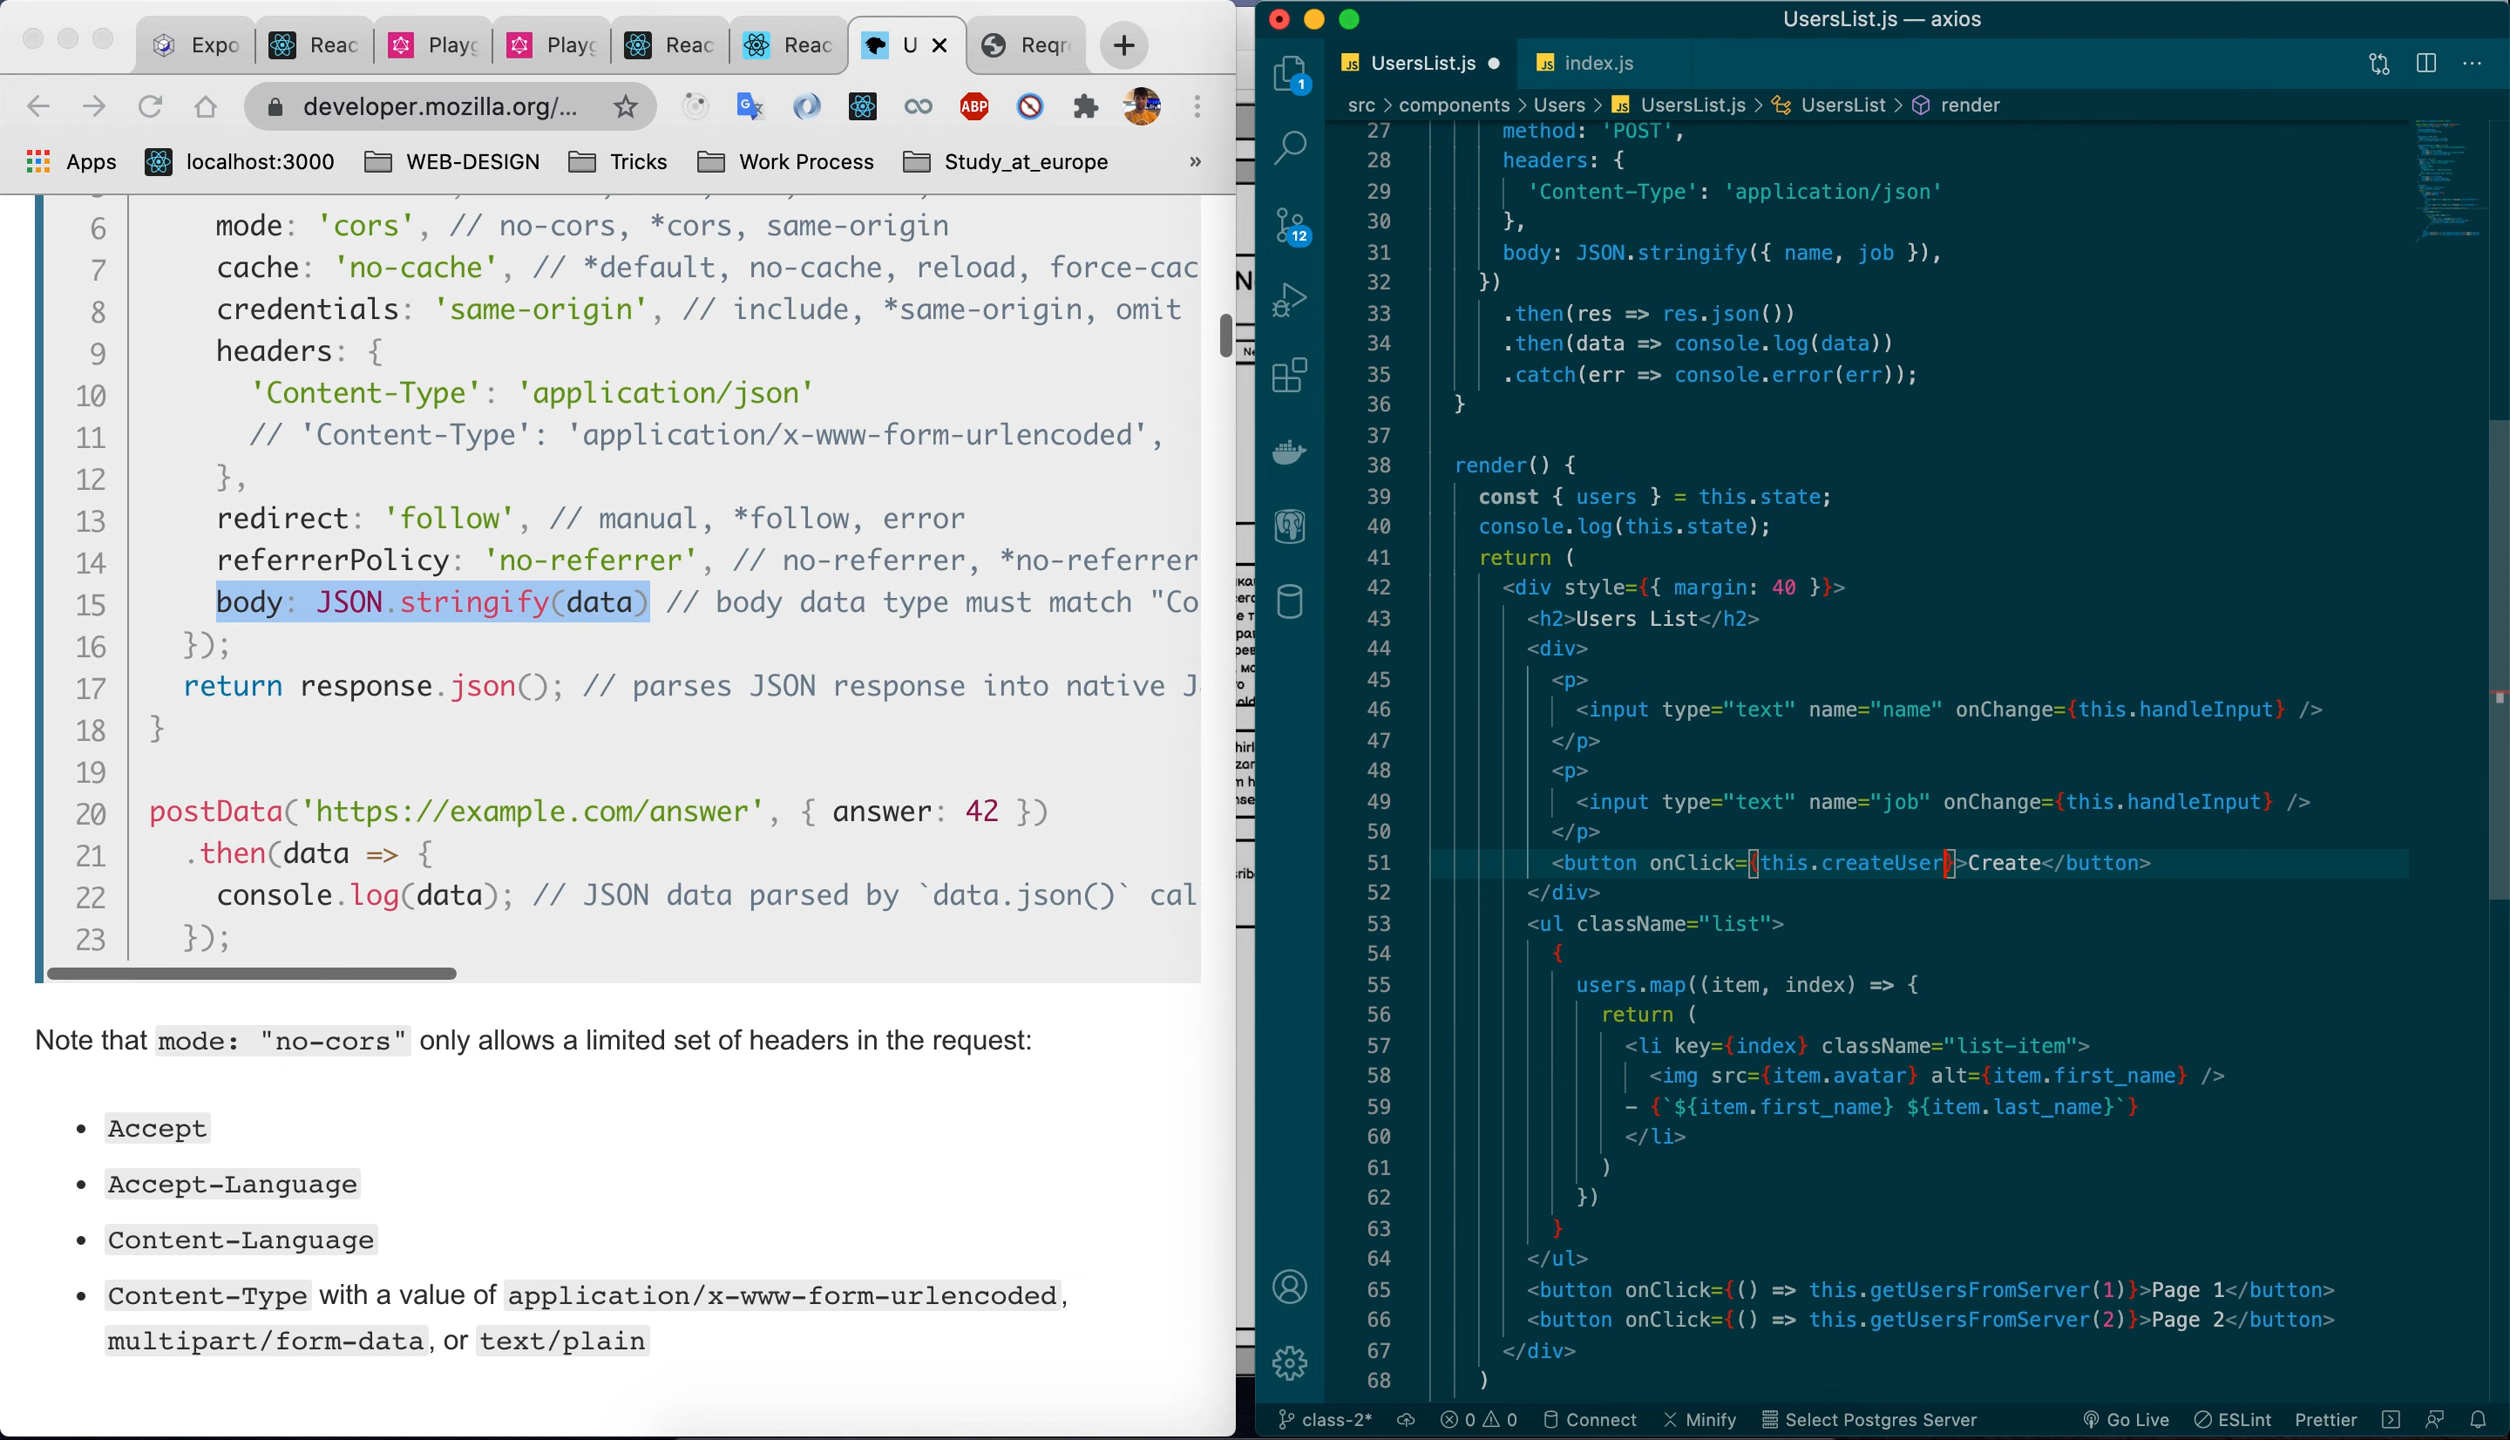 Expo
Reac
Playg
Playg
Reac
Reac
U
Reqre
developer.mozilla.org/...
ABP
Apps
localhost:3000
WEB-DESIGN
Tricks
Work Process
Study_at_europe
»
6 mode: 'cors', // no-cors, *cors, same-origin
7 cache: 'no-cache', // *default, no-cache, reload, force-cac
8 credentials: 'same-origin', // include, *same-origin, omit
9 headers: {
10 'Content-Type': 'application/json'
11 // 'Content-Type': 'application/x-www-form-urlencoded',
12 },
13 redirect: 'follow', // manual, *follow, error
14 referrerPolicy: 'no-referrer', // no-referrer, *no-referrer
15 body: JSON.stringify(data) // body data type must match "Co
16 });
17 return response.json(); // parses JSON response into native J
18 }
19
20 postData('https://example.com/answer', { answer: 42 })
21 .then(data => {
22 console.log(data); // JSON data parsed by `data.json()` cal
23 });
Note that mode: "no-cors" only allows a limited set of headers in the request:
• Accept
• Accept-Language
• Content-Language
• Content-Type with a value of application/x-www-form-urlencoded,
multipart/form-data, or text/plain
UsersList.js — axios
JS UsersList.js
JS index.js
1
12
src > components > Users > JS UsersList.js > UsersList > render
27 method: 'POST',
28 headers: {
29 'Content-Type': 'application/json'
30 },
31 body: JSON.stringify({ name, job }),
32 })
33 .then(res => res.json())
34 .then(data => console.log(data))
35 .catch(err => console.error(err));
36 }
37
38 render() {
39 const { users } = this.state;
40 console.log(this.state);
41 return (
42 <div style={{ margin: 40 }}>
43 <h2>Users List</h2>
44 <div>
45 <p>
46 <input type="text" name="name" onChange={this.handleInput} />
47 </p>
48 <p>
49 <input type="text" name="job" onChange={this.handleInput} />
50 </p>
51 <button onClick={this.createUser}>Create</button>
52 </div>
53 <ul className="list">
54 {
55 users.map((item, index) => {
56 return (
57 <li key={index} className="list-item">
58 <img src={item.avatar} alt={item.first_name} />
59 - {`${item.first_name} ${item.last_name}`}
60 </li>
61 )
62 })
63 }
64 </ul>
65 <button onClick={() => this.getUsersFromServer(1)}>Page 1</button>
66 <button onClick={() => this.getUsersFromServer(2)}>Page 2</button>
67 </div>
68 )
class-2* 0 0 Connect Minify Select Postgres Server Go Live ESLint Prettier